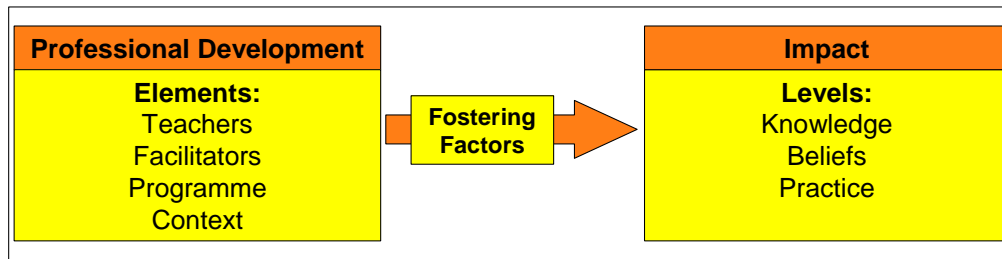 Professional Development
Elements:
Teachers
Facilitators
Programme
Context
Fostering
Factors
Impact
Levels:
Knowledge
Beliefs
Practice